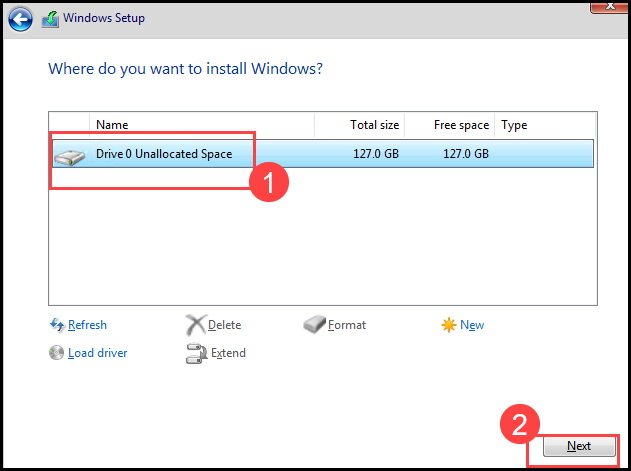 Windows Setup
Where do you want to install Windows?
Name Total size Free space Type
Drive 0 Unallocated Space 127.0 GB 127.0 GB
1
Refresh Delete Format New
Load driver Extend
2
Next